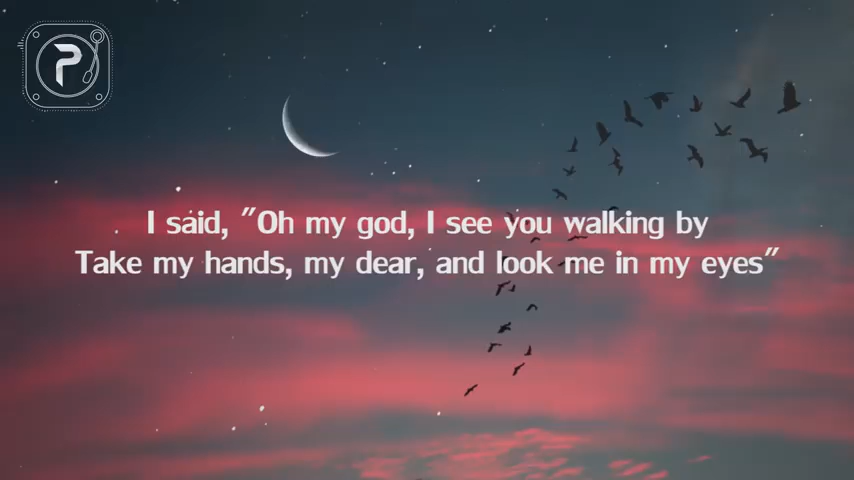 P
I said, "Oh my god, I see you walking by
Take my hands, my dear, and look me in my eyes"